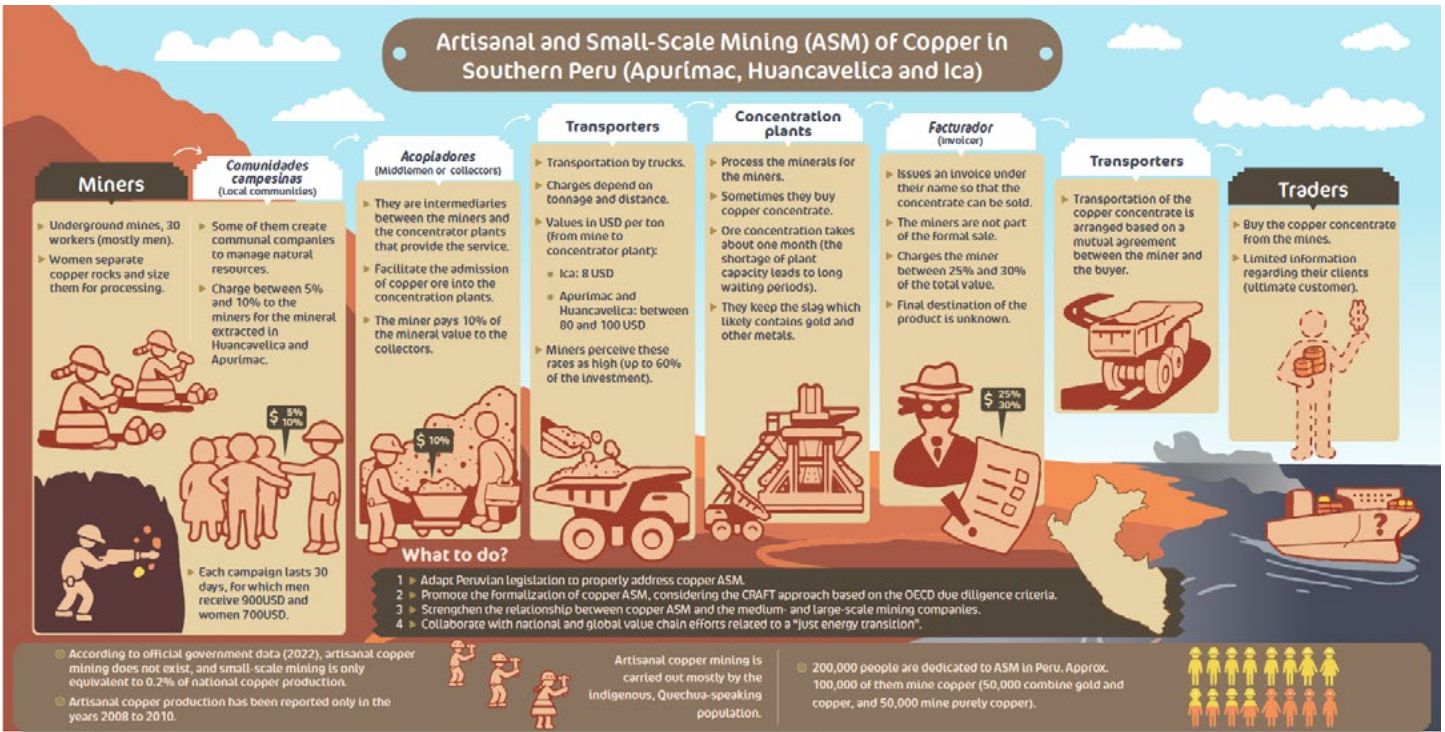 Artisanal and Small-Scale Mining (ASM) of Copper in
Southern Peru (Apurímac, Huancavelica and Ica)
Miners
Underground mines, 30
workers (mostly men).
Women separate
copper rocks and size
them for processing.
Comunidades
campesinas
(Local communities)
Some of them create
communal companies
to manage natural
resources.
Charge between 5%
and 10% to the
miners for the mineral
extracted in
Huancavelica and
Apurímac.
$ 5%
10%
Each campaign lasts 30
days, for which men
receive 900USD and
women 700USD.
Acopladores
(Middlemen or collectors)
They are intermediaries
between the miners and
the concentrator plants
that provide the service.
Facilitate the admission
of copper ore into the
concentration plants.
The miner pays 10% of
the mineral value to the
collectors.
$ 10%
Transporters
Transportation by trucks.
Charges depend on
tonnage and distance.
Values in USD per ton
(from mine to
concentrator plant):
Ica: 8 USD
Apurímac and
Huancavelica: between
80 and 100 USD
Miners perceive these
rates as high (up to 60%
of the investment).
Concentration
plants
Process the minerals for
the miners.
Sometimes they buy
copper concentrate.
Ore concentration takes
about one month (the
shortage of plant
capacity leads to long
waiting periods).
They keep the slag which
likely contains gold and
other metals.
Facturador
(Invoicer)
Issues an invoice under
their name so that the
concentrate can be sold.
The miners are not part
of the formal sale.
Charges the miner
between 25% and 30%
of the total value.
Final destination of the
product is unknown.
$ 25%
30%
Transporters
Transportation of the
copper concentrate is
arranged based on a
mutual agreement
between the miner and
the buyer.
Traders
Buy the copper concentrate
from the mines.
Limited information
regarding their clients
(ultimate customer).
$
?
What to do?
1 Adapt Peruvian legislation to properly address copper ASM.
2 Promote the formalization of copper ASM, considering the CRAFT approach based on the OECD due diligence criteria.
3 Strengthen the relationship between copper ASM and the medium- and large-scale mining companies.
4 Collaborate with national and global value chain efforts related to a "just energy transition".
According to official government data (2022), artisanal copper
mining does not exist, and small-scale mining is only
equivalent to 0.2% of national copper production.
Artisanal copper production has been reported only in the
years 2008 to 2010.
Artisanal copper mining is
carried out mostly by the
indigenous, Quechua-speaking
population.
200,000 people are dedicated to ASM in Peru. Approx.
100,000 of them mine copper (50,000 combine gold and
copper, and 50,000 mine purely copper).